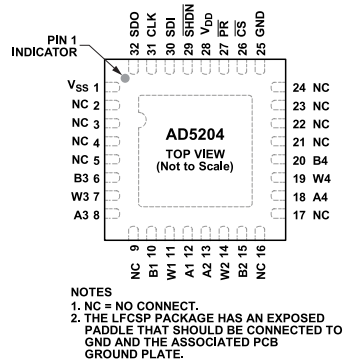 PIN 1
INDICATOR
32 SDO
31 CLK
30 SDI
29 SHDN
28 VDD
27 PR
26 CS
25 GND
VSS 1
NC 2
NC 3
NC 4
NC 5
B3 6
W3 7
A3 8
AD5204
TOP VIEW
(Not to Scale)
24 NC
23 NC
22 NC
21 NC
20 B4
19 W4
18 A4
17 NC
NC 9
B1 10
W1 11
A1 12
A2 13
W2 14
B2 15
NC 16
NOTES
1. NC = NO CONNECT.
2. THE LFCSP PACKAGE HAS AN EXPOSED
PADDLE THAT SHOULD BE CONNECTED TO
GND AND THE ASSOCIATED PCB
GROUND PLATE.